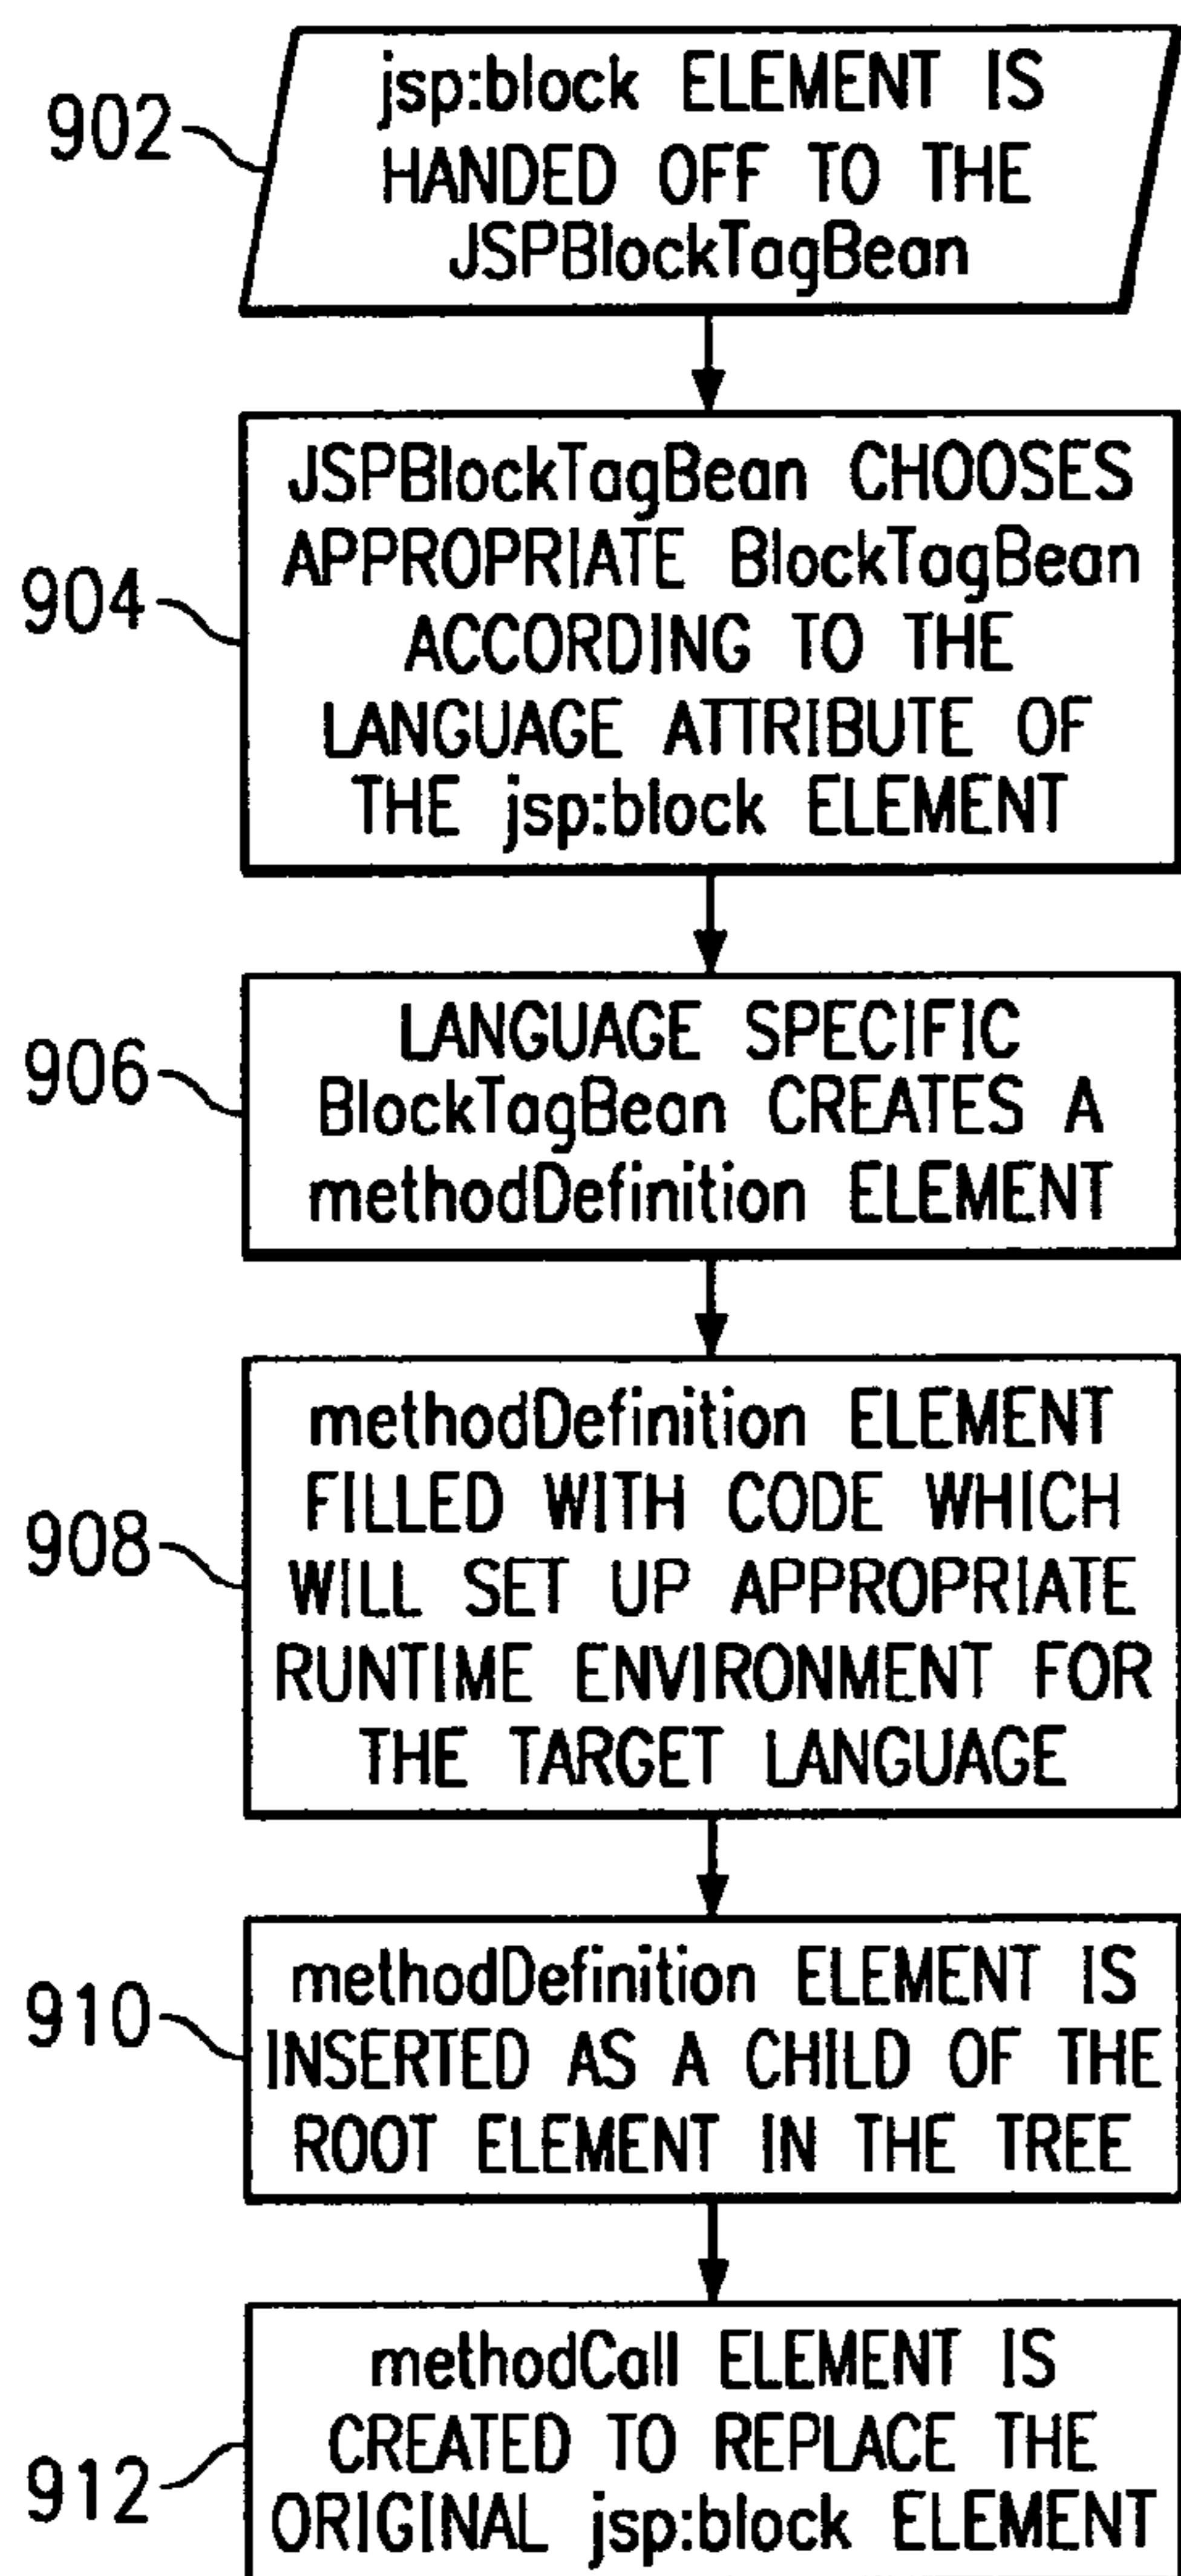 902
jsp:block ELEMENT IS
HANDED OFF TO THE
JSPBlockTagBean
904
JSPBlockTagBean CHOOSES
APPROPRIATE BlockTagBean
ACCORDING TO THE
LANGUAGE ATTRIBUTE OF
THE jsp:block ELEMENT
906
LANGUAGE SPECIFIC
BlockTagBean CREATES A
methodDefinition ELEMENT
908
methodDefinition ELEMENT
FILLED WITH CODE WHICH
WILL SET UP APPROPRIATE
RUNTIME ENVIRONMENT FOR
THE TARGET LANGUAGE
910
methodDefinition ELEMENT IS
INSERTED AS A CHILD OF THE
ROOT ELEMENT IN THE TREE
912
methodCall ELEMENT IS
CREATED TO REPLACE THE
ORIGINAL jsp:block ELEMENT